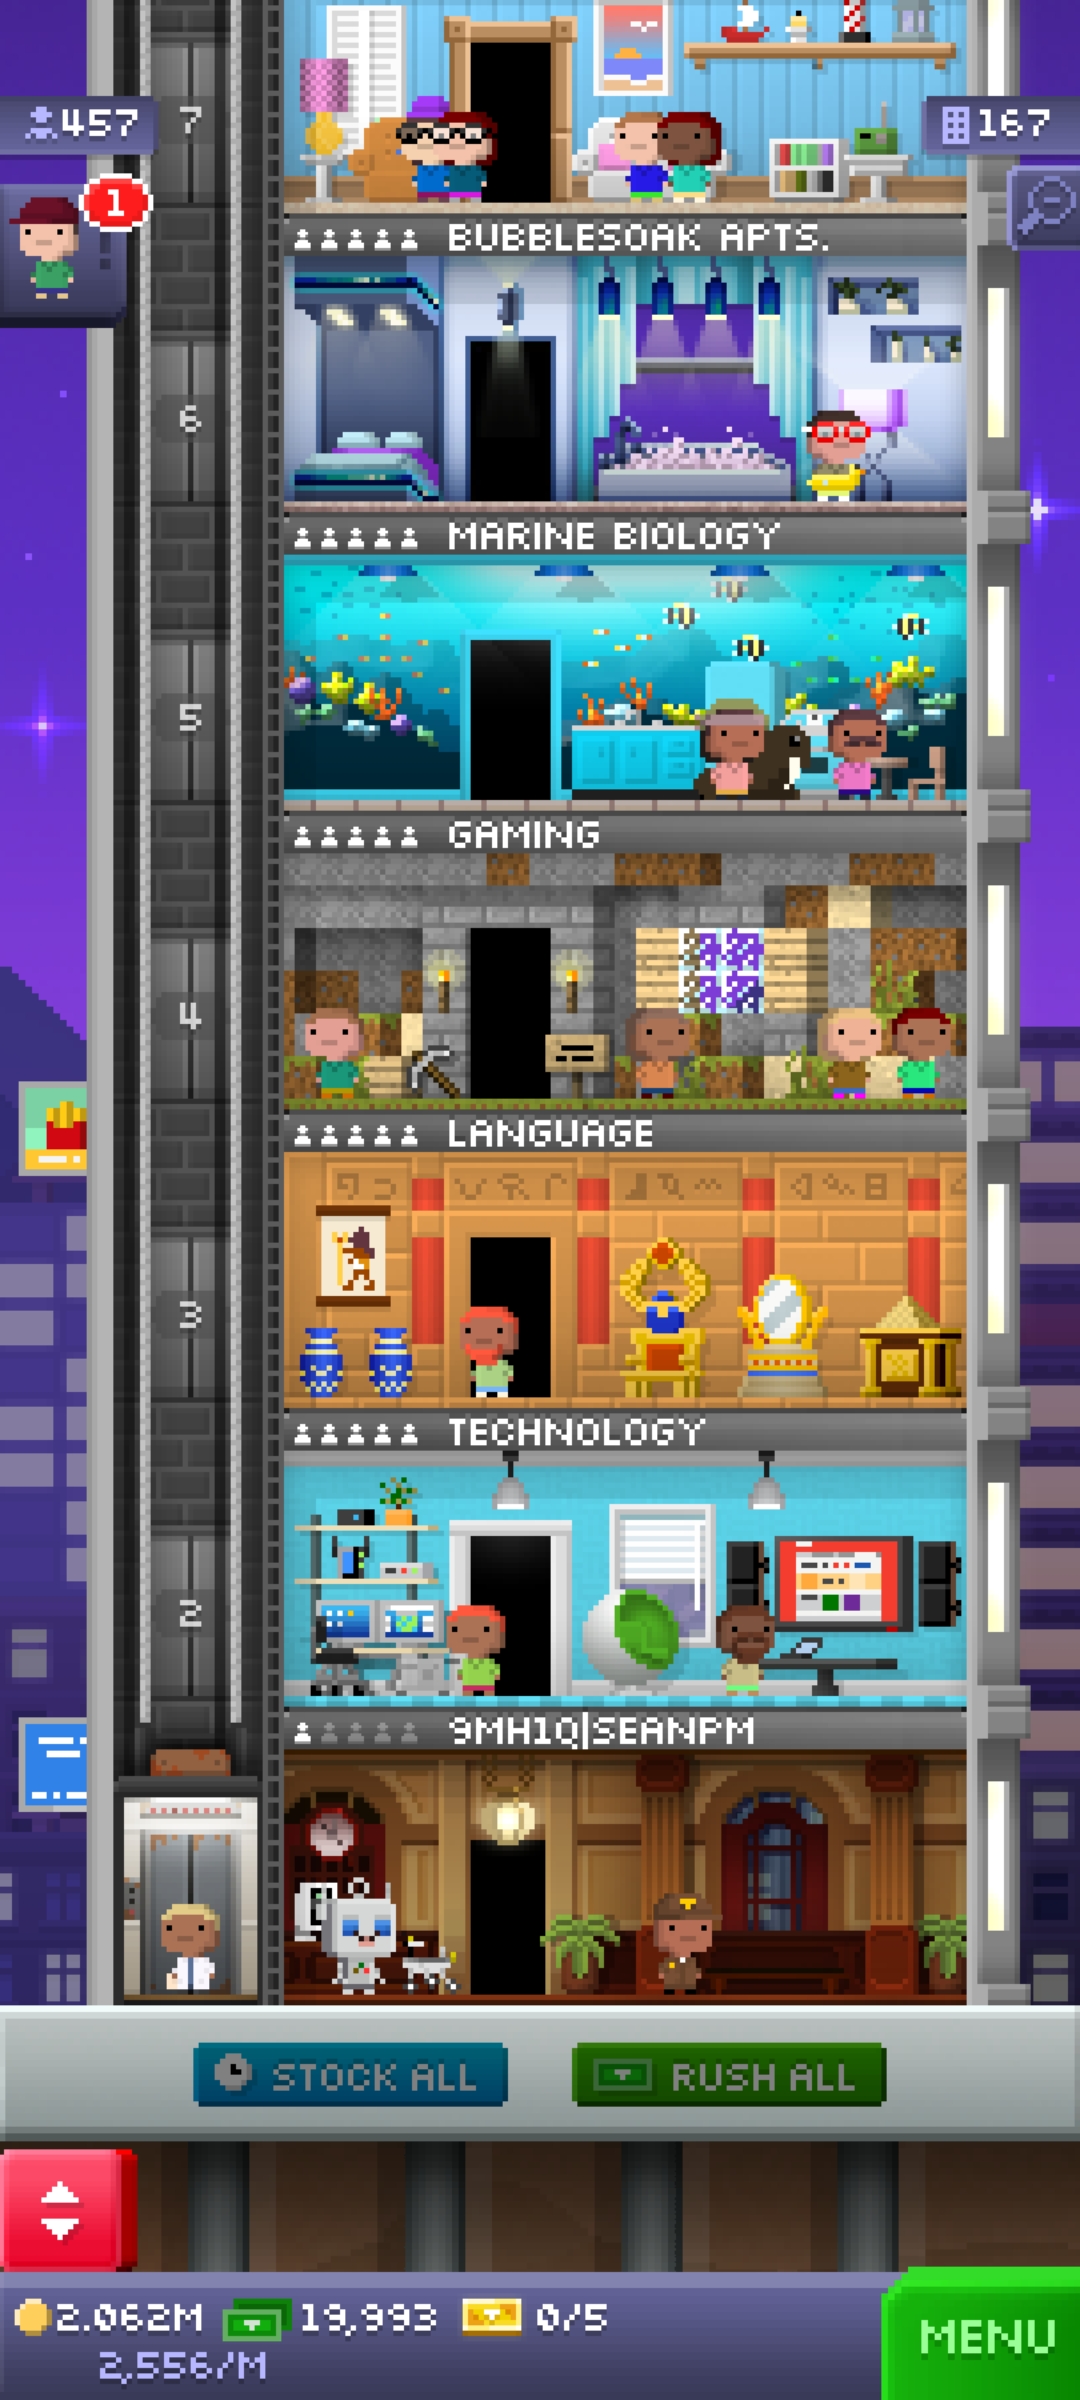 7
457
167
1
BUBBLESOAK APTS.
6
MARINE BIOLOGY
5
GAMING
4
LANGUAGE
3
TECHNOLOGY
2
9MH1Q|SEANPM
STOCK ALL
RUSH ALL
2.062M
19,993
0/5
2,556/M
MENU